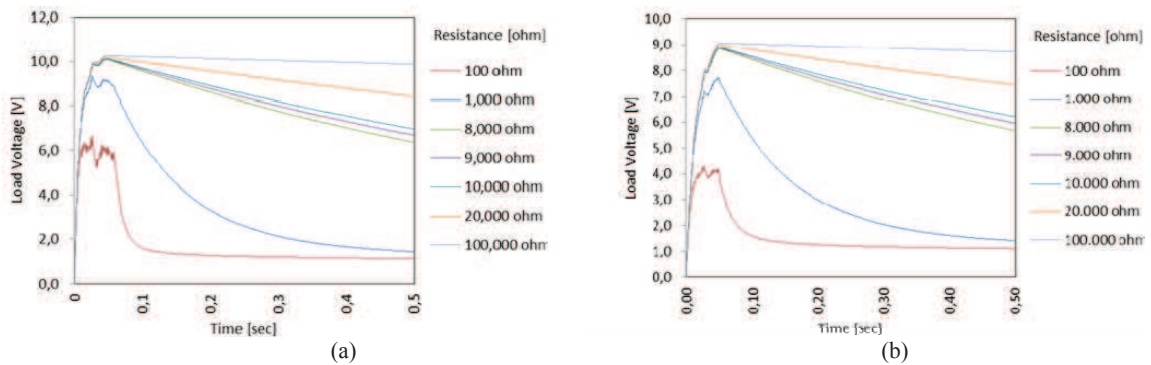 12,0
10,0
8,0
6,0
4,0
2,0
0,0
Load Voltage [V]
0
0,1
0,2
0,3
0,4
0,5
Time [sec]
Resistance [ohm]
100 ohm
1,000 ohm
8,000 ohm
9,000 ohm
10,000 ohm
20,000 ohm
100,000 ohm
(a)
10,0
9,0
8,0
7,0
6,0
5,0
4,0
3,0
2,0
1,0
0,0
Load Voltage [V]
0,00
0,10
0,20
0,30
0,40
0,50
Time [sec]
Resistance [ohm]
100 ohm
1.000 ohm
8.000 ohm
9.000 ohm
10.000 ohm
20.000 ohm
100.000 ohm
(b)